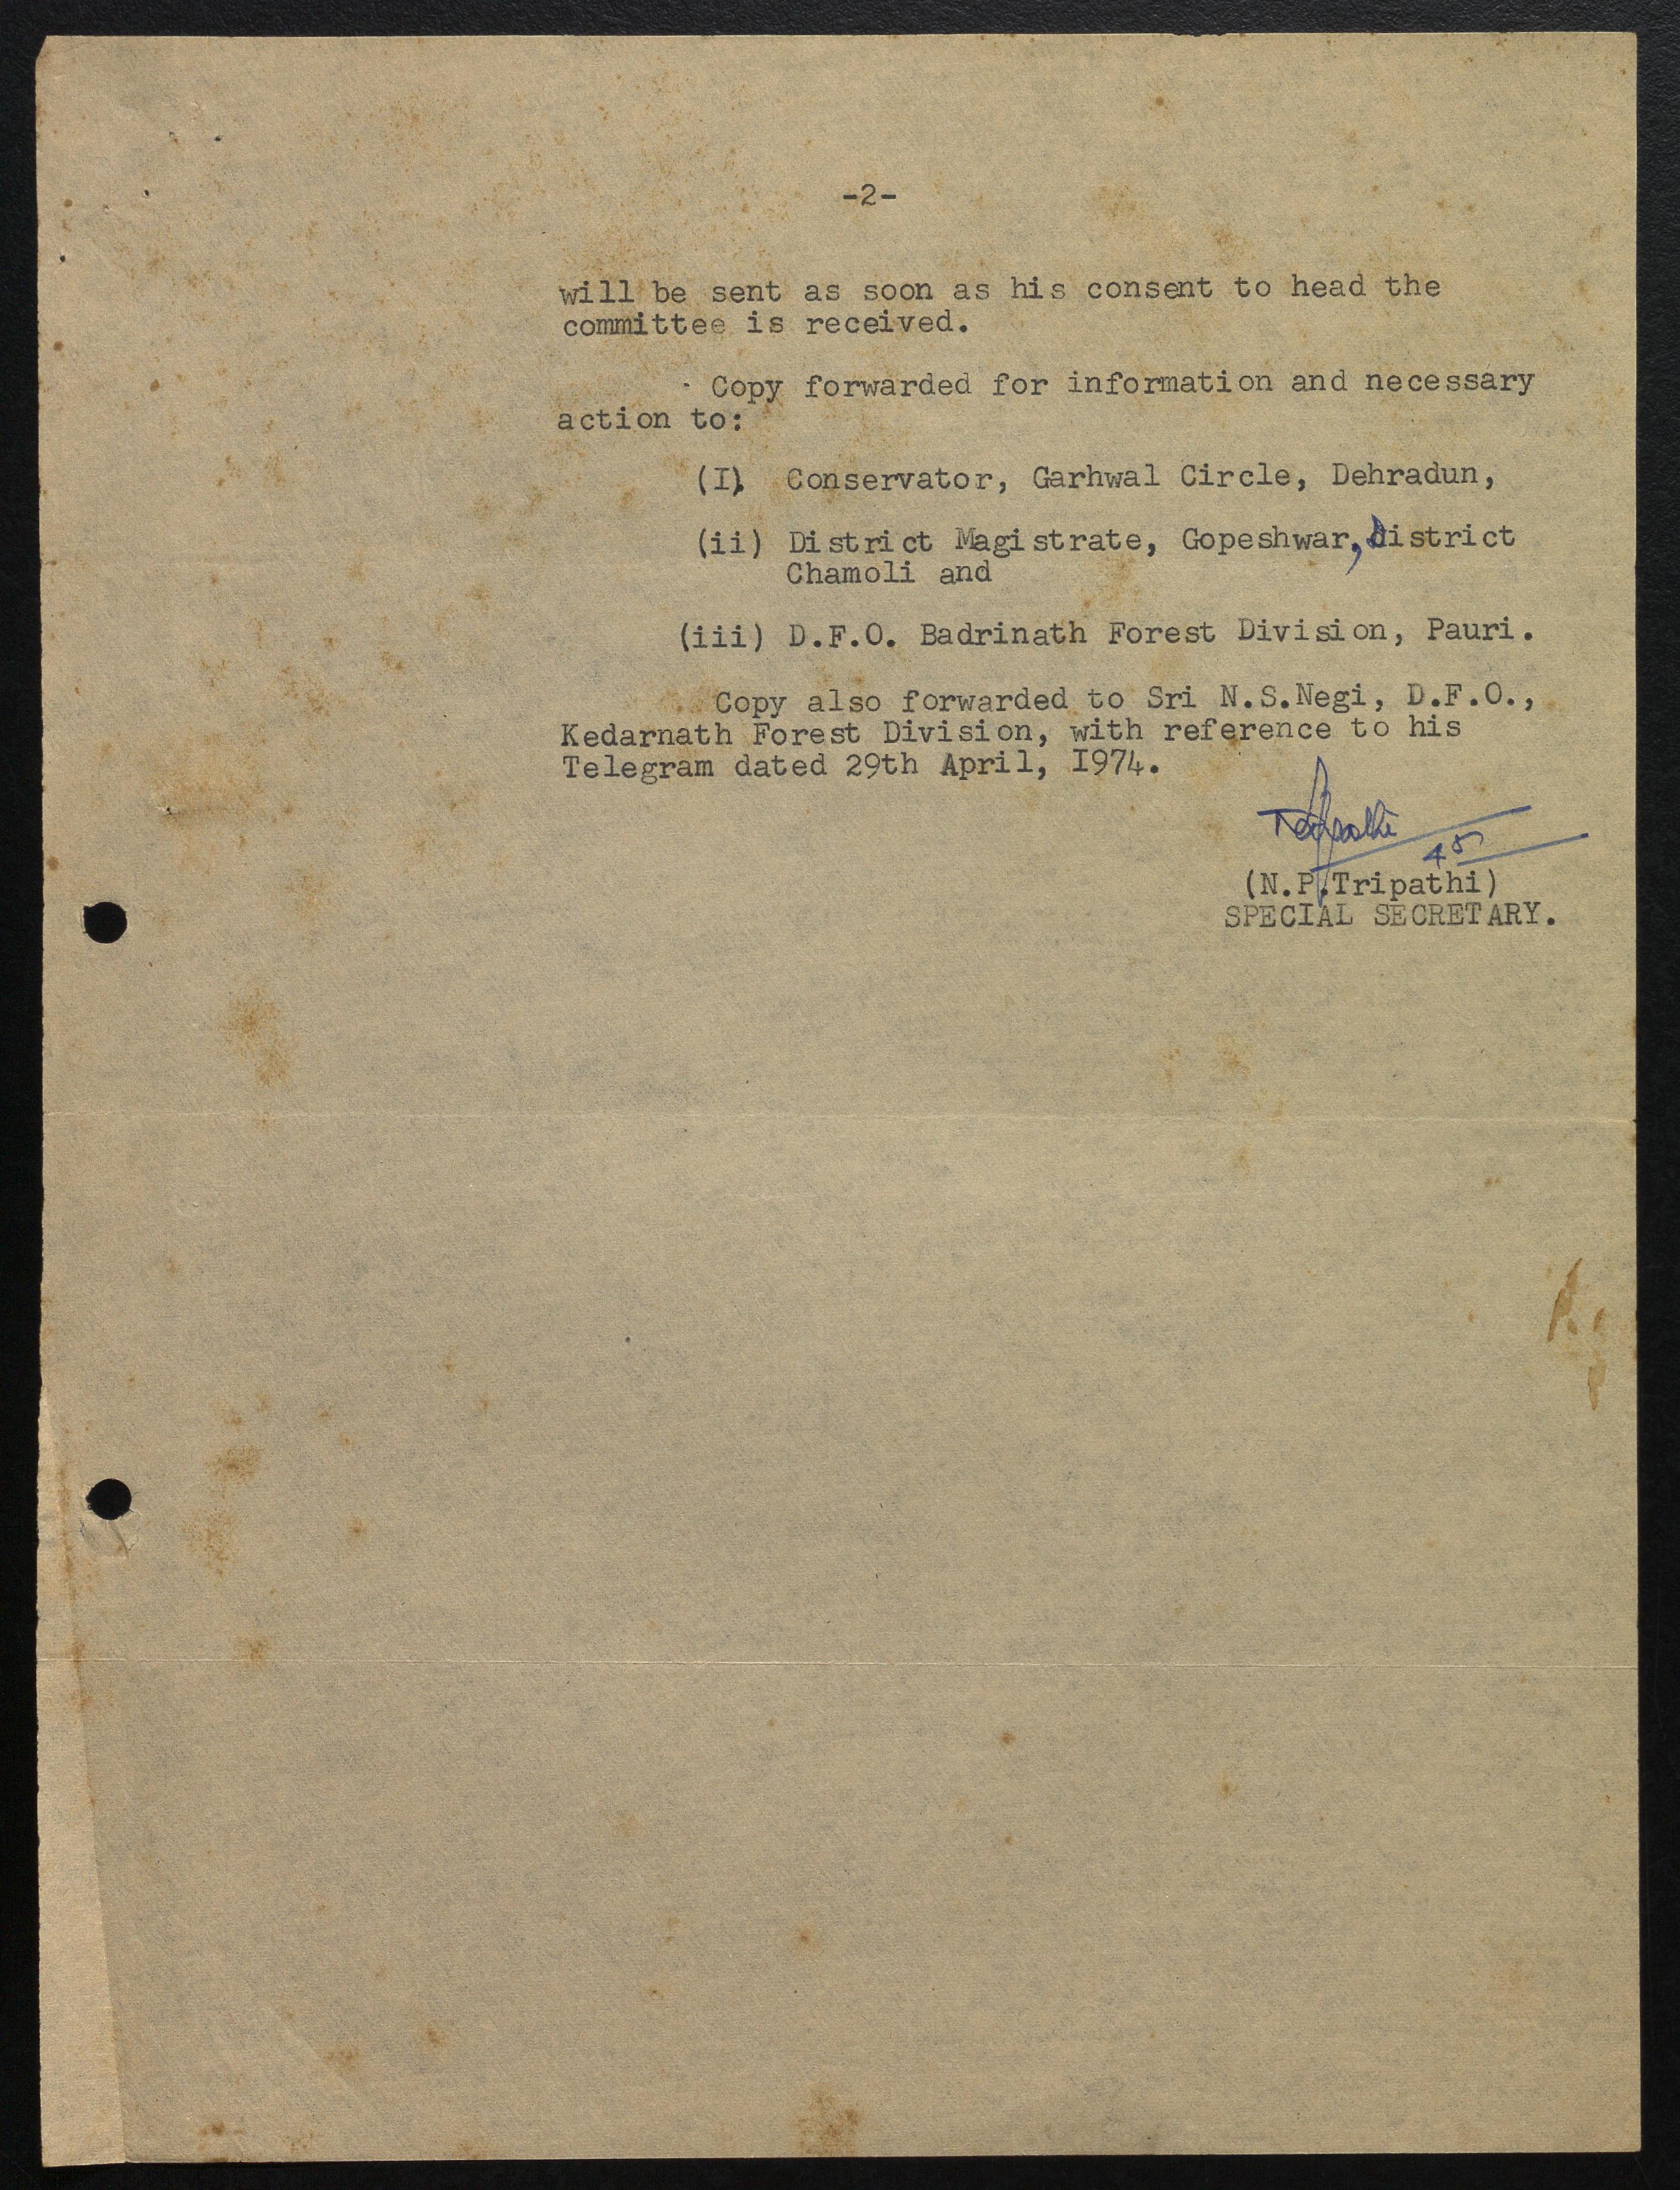 -2-
will be sent as soon as his consent to head the
committee is received.
Copy forwarded for information and necessary
action to:
(I). Conservator, Garhwal Circle, Dehradun,
(ii) District Magistrate, Gopeshwar, District
Chamoli and
(iii) D.F.O. Badrinath Forest Division, Pauri.
Copy also forwarded to Sri N.S.Negi, D.F.O.,
Kedarnath Forest Division, with reference to his
Telegram dated 29th April, I974.
Tripathi
4 5
(N.P.Tripathi)
SPECIAL SECRETARY.